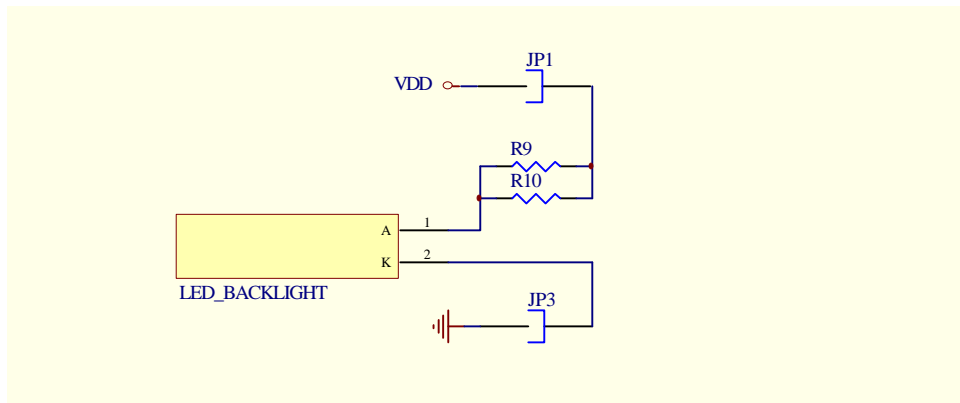 JP1
VDD
R9
R10
A 1
K 2
LED_BACKLIGHT
JP3